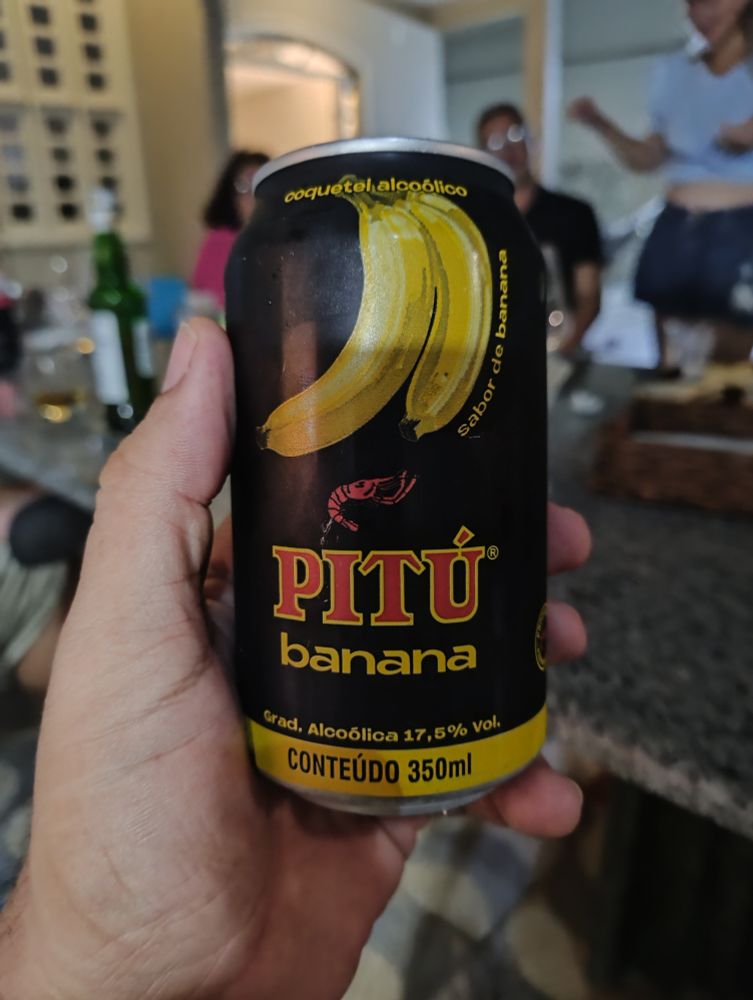 coquetel alcoólico
Sabor de banana
PITÚ®
banana
Grad. Alcoólica 17,5% Vol.
CONTEÚDO 350ml